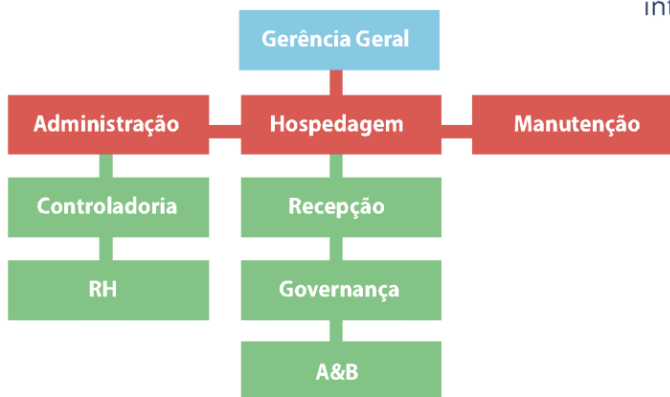 Gerência Geral
Administração
Hospedagem
Manutenção
Controladoria
Recepção
RH
Governança
A&B